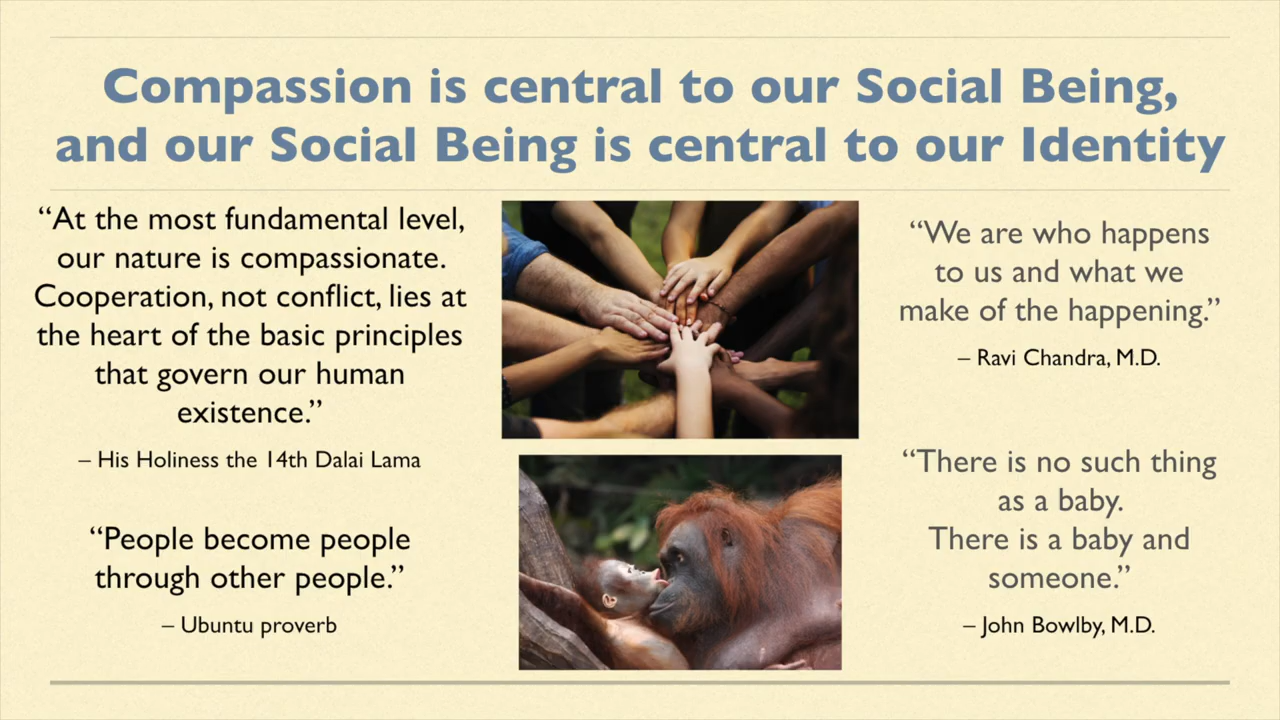 Compassion is central to our Social Being,
and our Social Being is central to our Identity
“At the most fundamental level,
our nature is compassionate.
Cooperation, not conflict, lies at
the heart of the basic principles
that govern our human
existence.”
– His Holiness the 14th Dalai Lama
“People become people
through other people.”
– Ubuntu proverb
“We are who happens
to us and what we
make of the happening.”
– Ravi Chandra, M.D.
“There is no such thing
as a baby.
There is a baby and
someone.”
– John Bowlby, M.D.